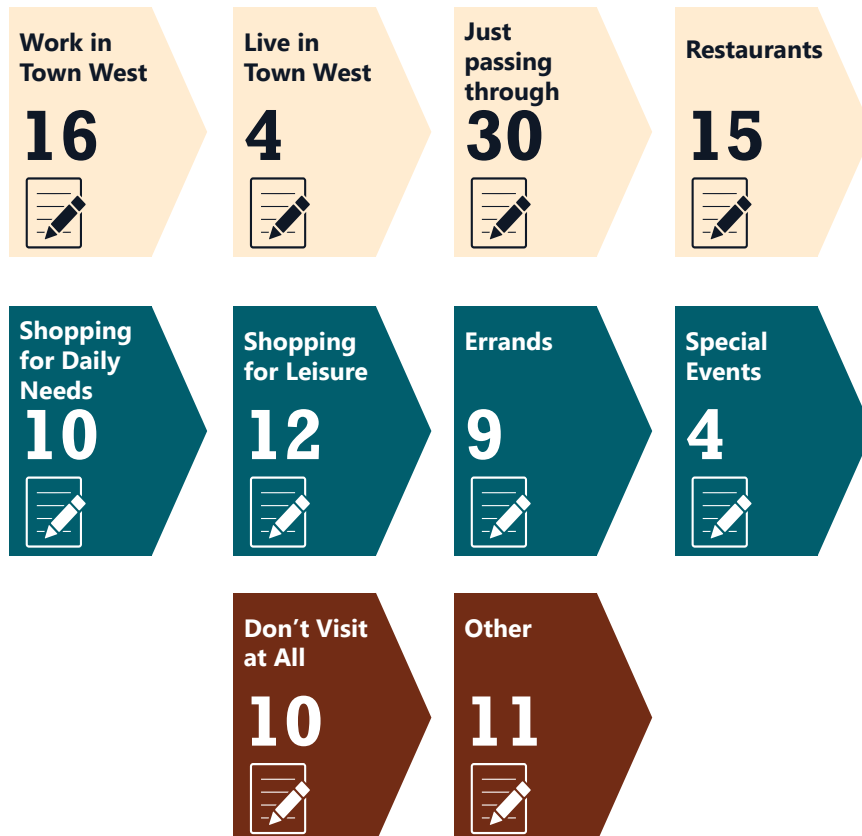 Work in
Town West
16
Live in
Town West
4
Just
passing
through
30
Restaurants
15
Shopping
for Daily
Needs
10
Shopping
for Leisure
12
Errands
9
Special
Events
4
Don’t Visit
at All
10
Other
11